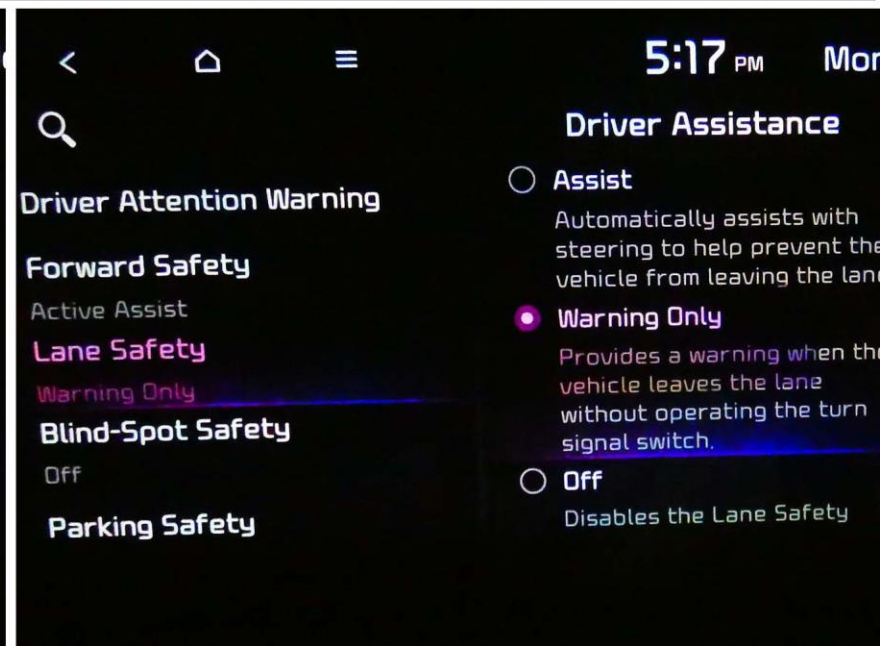 5:17 PM Mon
Driver Assistance
Driver Attention Warning
Forward Safety
Active Assist
Lane Safety
Warning Only
Blind-Spot Safety
Off
Parking Safety
Assist
Automatically assists with
steering to help prevent the
vehicle from leaving the lane
Warning Only
Provides a warning when the
vehicle leaves the lane
without operating the turn
signal switch.
Off
Disables the Lane Safety